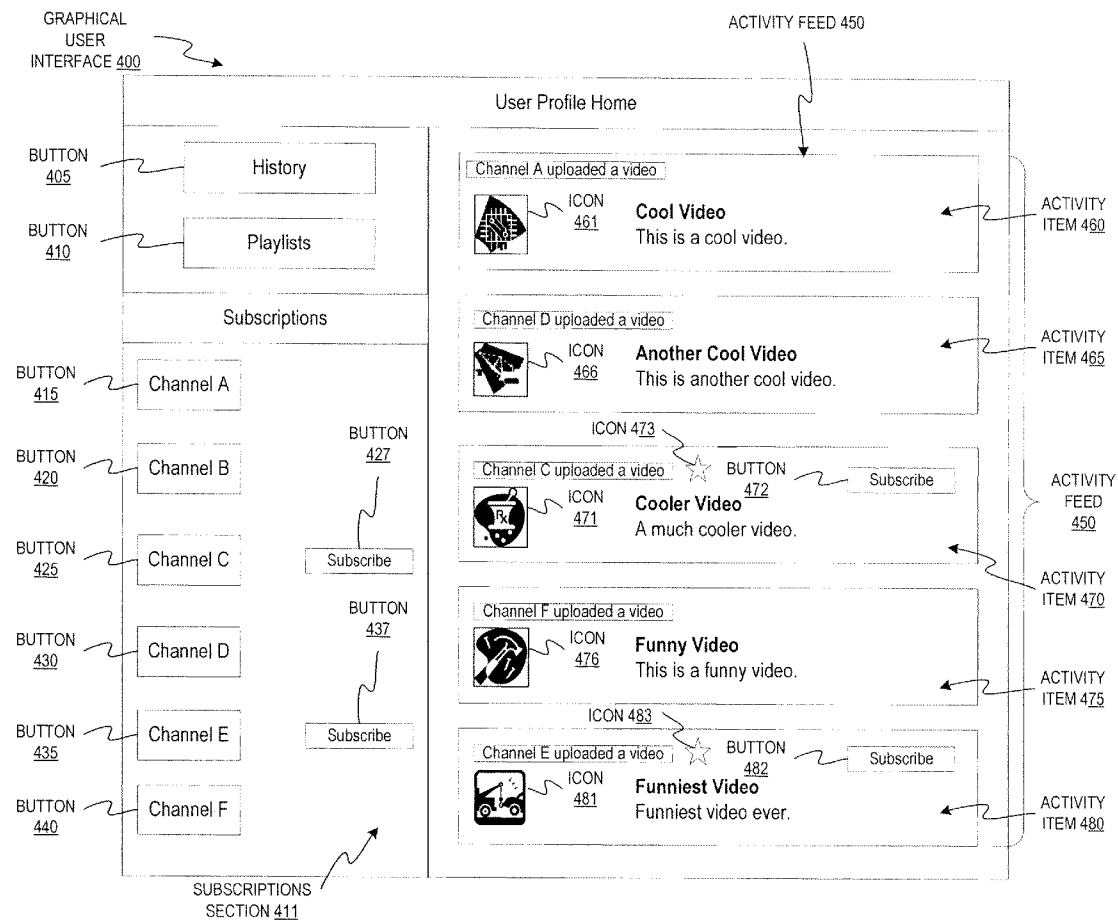 GRAPHICAL
USER
INTERFACE 400
ACTIVITY FEED 450
User Profile Home
BUTTON
405
History
BUTTON
410
Playlists
Subscriptions
BUTTON
415
Channel A
BUTTON
420
Channel B
BUTTON
427
BUTTON
425
Channel C
Subscribe
BUTTON
437
BUTTON
430
Channel D
BUTTON
435
Channel E
Subscribe
BUTTON
440
Channel F
SUBSCRIPTIONS
SECTION 411
Channel A uploaded a video
ICON
461
Cool Video
This is a cool video.
ACTIVITY
ITEM 460
Channel D uploaded a video
ICON
466
Another Cool Video
This is another cool video.
ACTIVITY
ITEM 465
ICON 473
Channel C uploaded a video
BUTTON
472
Subscribe
Rx
ICON
471
Cooler Video
A much cooler video.
ACTIVITY
FEED
450
ACTIVITY
ITEM 470
Channel F uploaded a video
ICON
476
Funny Video
This is a funny video.
ACTIVITY
ITEM 475
ICON 483
Channel E uploaded a video
BUTTON
482
Subscribe
ICON
481
Funniest Video
Funniest video ever.
ACTIVITY
ITEM 480